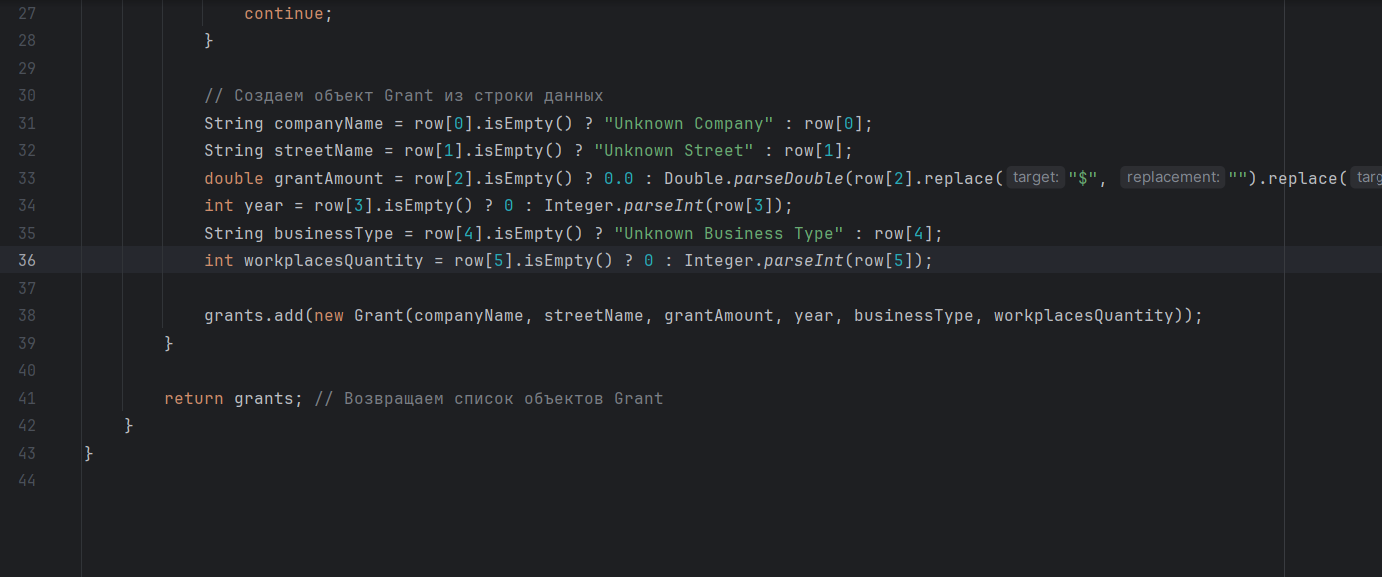 27 continue;
28 }
29
30 // Создаем объект Grant из строки данных
31 String companyName = row[0].isEmpty() ? "Unknown Company" : row[0];
32 String streetName = row[1].isEmpty() ? "Unknown Street" : row[1];
33 double grantAmount = row[2].isEmpty() ? 0.0 : Double.parseDouble(row[2].replace( target: "$", replacement: "").replace( targ
34 int year = row[3].isEmpty() ? 0 : Integer.parseInt(row[3]);
35 String businessType = row[4].isEmpty() ? "Unknown Business Type" : row[4];
36 int workplacesQuantity = row[5].isEmpty() ? 0 : Integer.parseInt(row[5]);
37
38 grants.add(new Grant(companyName, streetName, grantAmount, year, businessType, workplacesQuantity));
39 }
40
41 return grants; // Возвращаем список объектов Grant
42 }
43 }
44